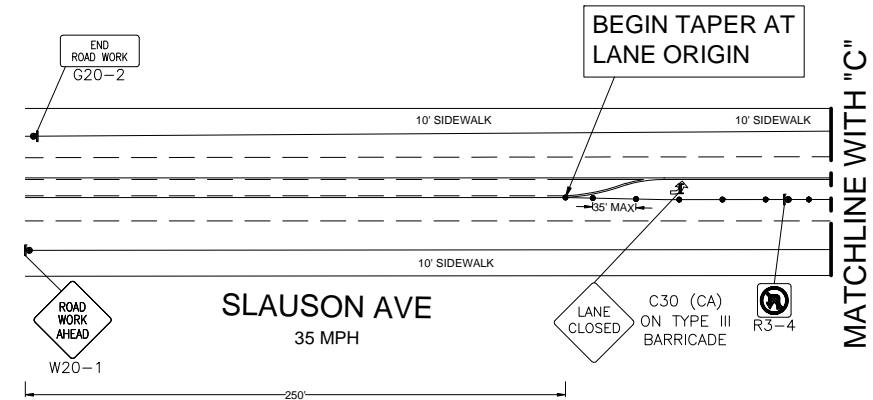 END
ROAD WORK
G20-2
BEGIN TAPER AT
LANE ORIGIN
10' SIDEWALK
10' SIDEWALK
35' MAX
10' SIDEWALK
ROAD
WORK
AHEAD
W20-1
SLAUSON AVE
35 MPH
LANE
CLOSED
C30 (CA)
ON TYPE III
BARRICADE
R3-4
250'
MATCHLINE WITH "C"